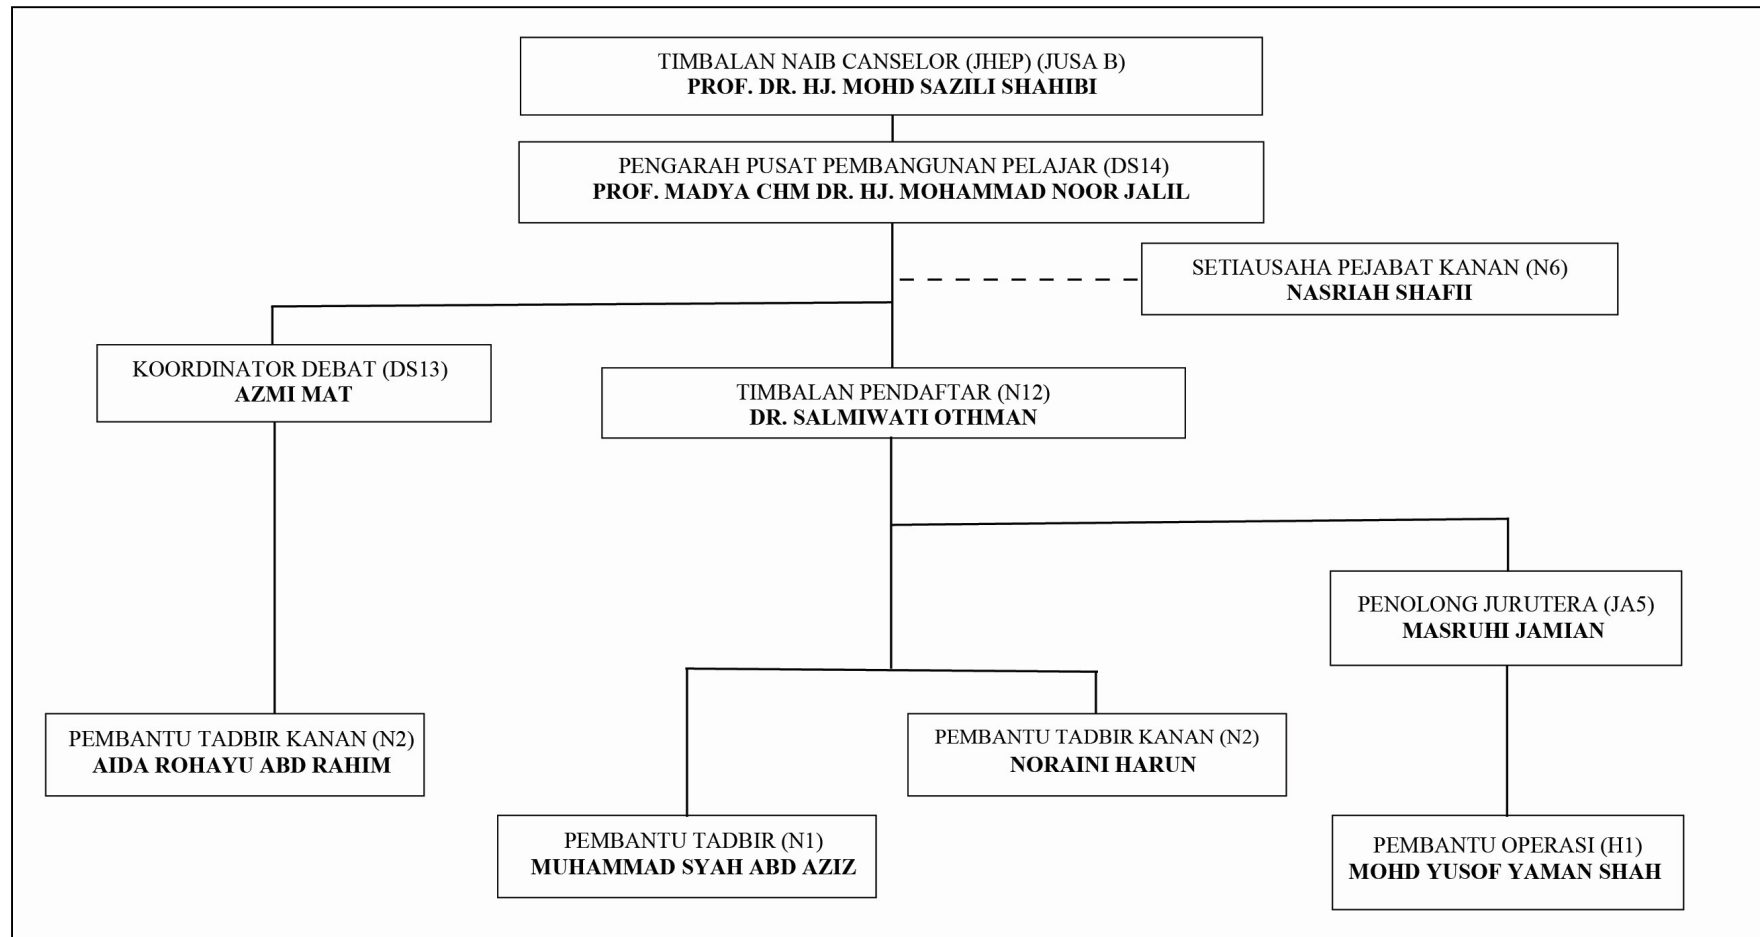 TIMBALAN NAIB CANSELOR (JHEP) (JUSA B)
PROF. DR. HJ. MOHD SAZILI SHAHIBI
PENGARAH PUSAT PEMBANGUNAN PELAJAR (DS14)
PROF. MADYA CHM DR. HJ. MOHAMMAD NOOR JALIL
SETIAUSAHA PEJABAT KANAN (N6)
NASRIAH SHAFII
KOORDINATOR DEBAT (DS13)
AZMI MAT
TIMBALAN PENDAFTAR (N12)
DR. SALMIWATI OTHMAN
PENOLONG JURUTERA (JA5)
MASRUHI JAMIAN
PEMBANTU TADBIR KANAN (N2)
AIDA ROHAYU ABD RAHIM
PEMBANTU TADBIR KANAN (N2)
NORAINI HARUN
PEMBANTU TADBIR (N1)
MUHAMMAD SYAH ABD AZIZ
PEMBANTU OPERASI (H1)
MOHD YUSOF YAMAN SHAH